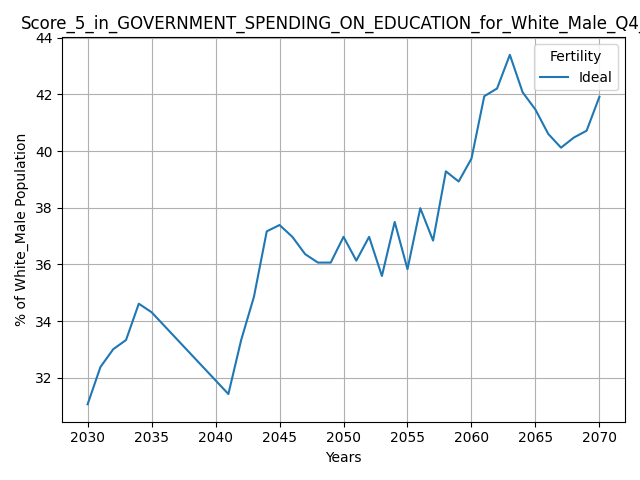 Score_5_in_GOVERNMENT_SPENDING_ON_EDUCATION_for_White_Male_Q4_
44
42
40
38
36
34
32
% of White_Male Population
Fertility
Ideal
2030 2035 2040 2045 2050 2055 2060 2065 2070
Years